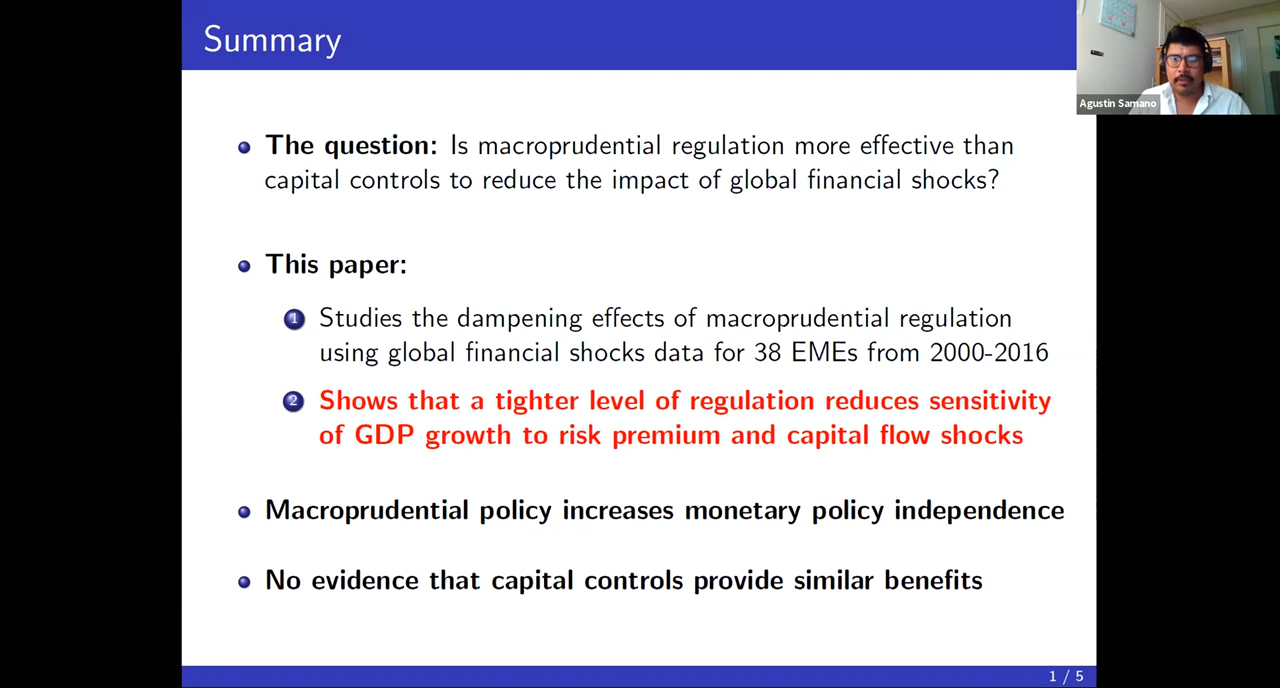 Summary
Agustin Samano
The question: Is macroprudential regulation more effective than
capital controls to reduce the impact of global financial shocks?
This paper:
1 Studies the dampening effects of macroprudential regulation
using global financial shocks data for 38 EMEs from 2000-2016
2 Shows that a tighter level of regulation reduces sensitivity
of GDP growth to risk premium and capital flow shocks
Macroprudential policy increases monetary policy independence
No evidence that capital controls provide similar benefits
1 / 5